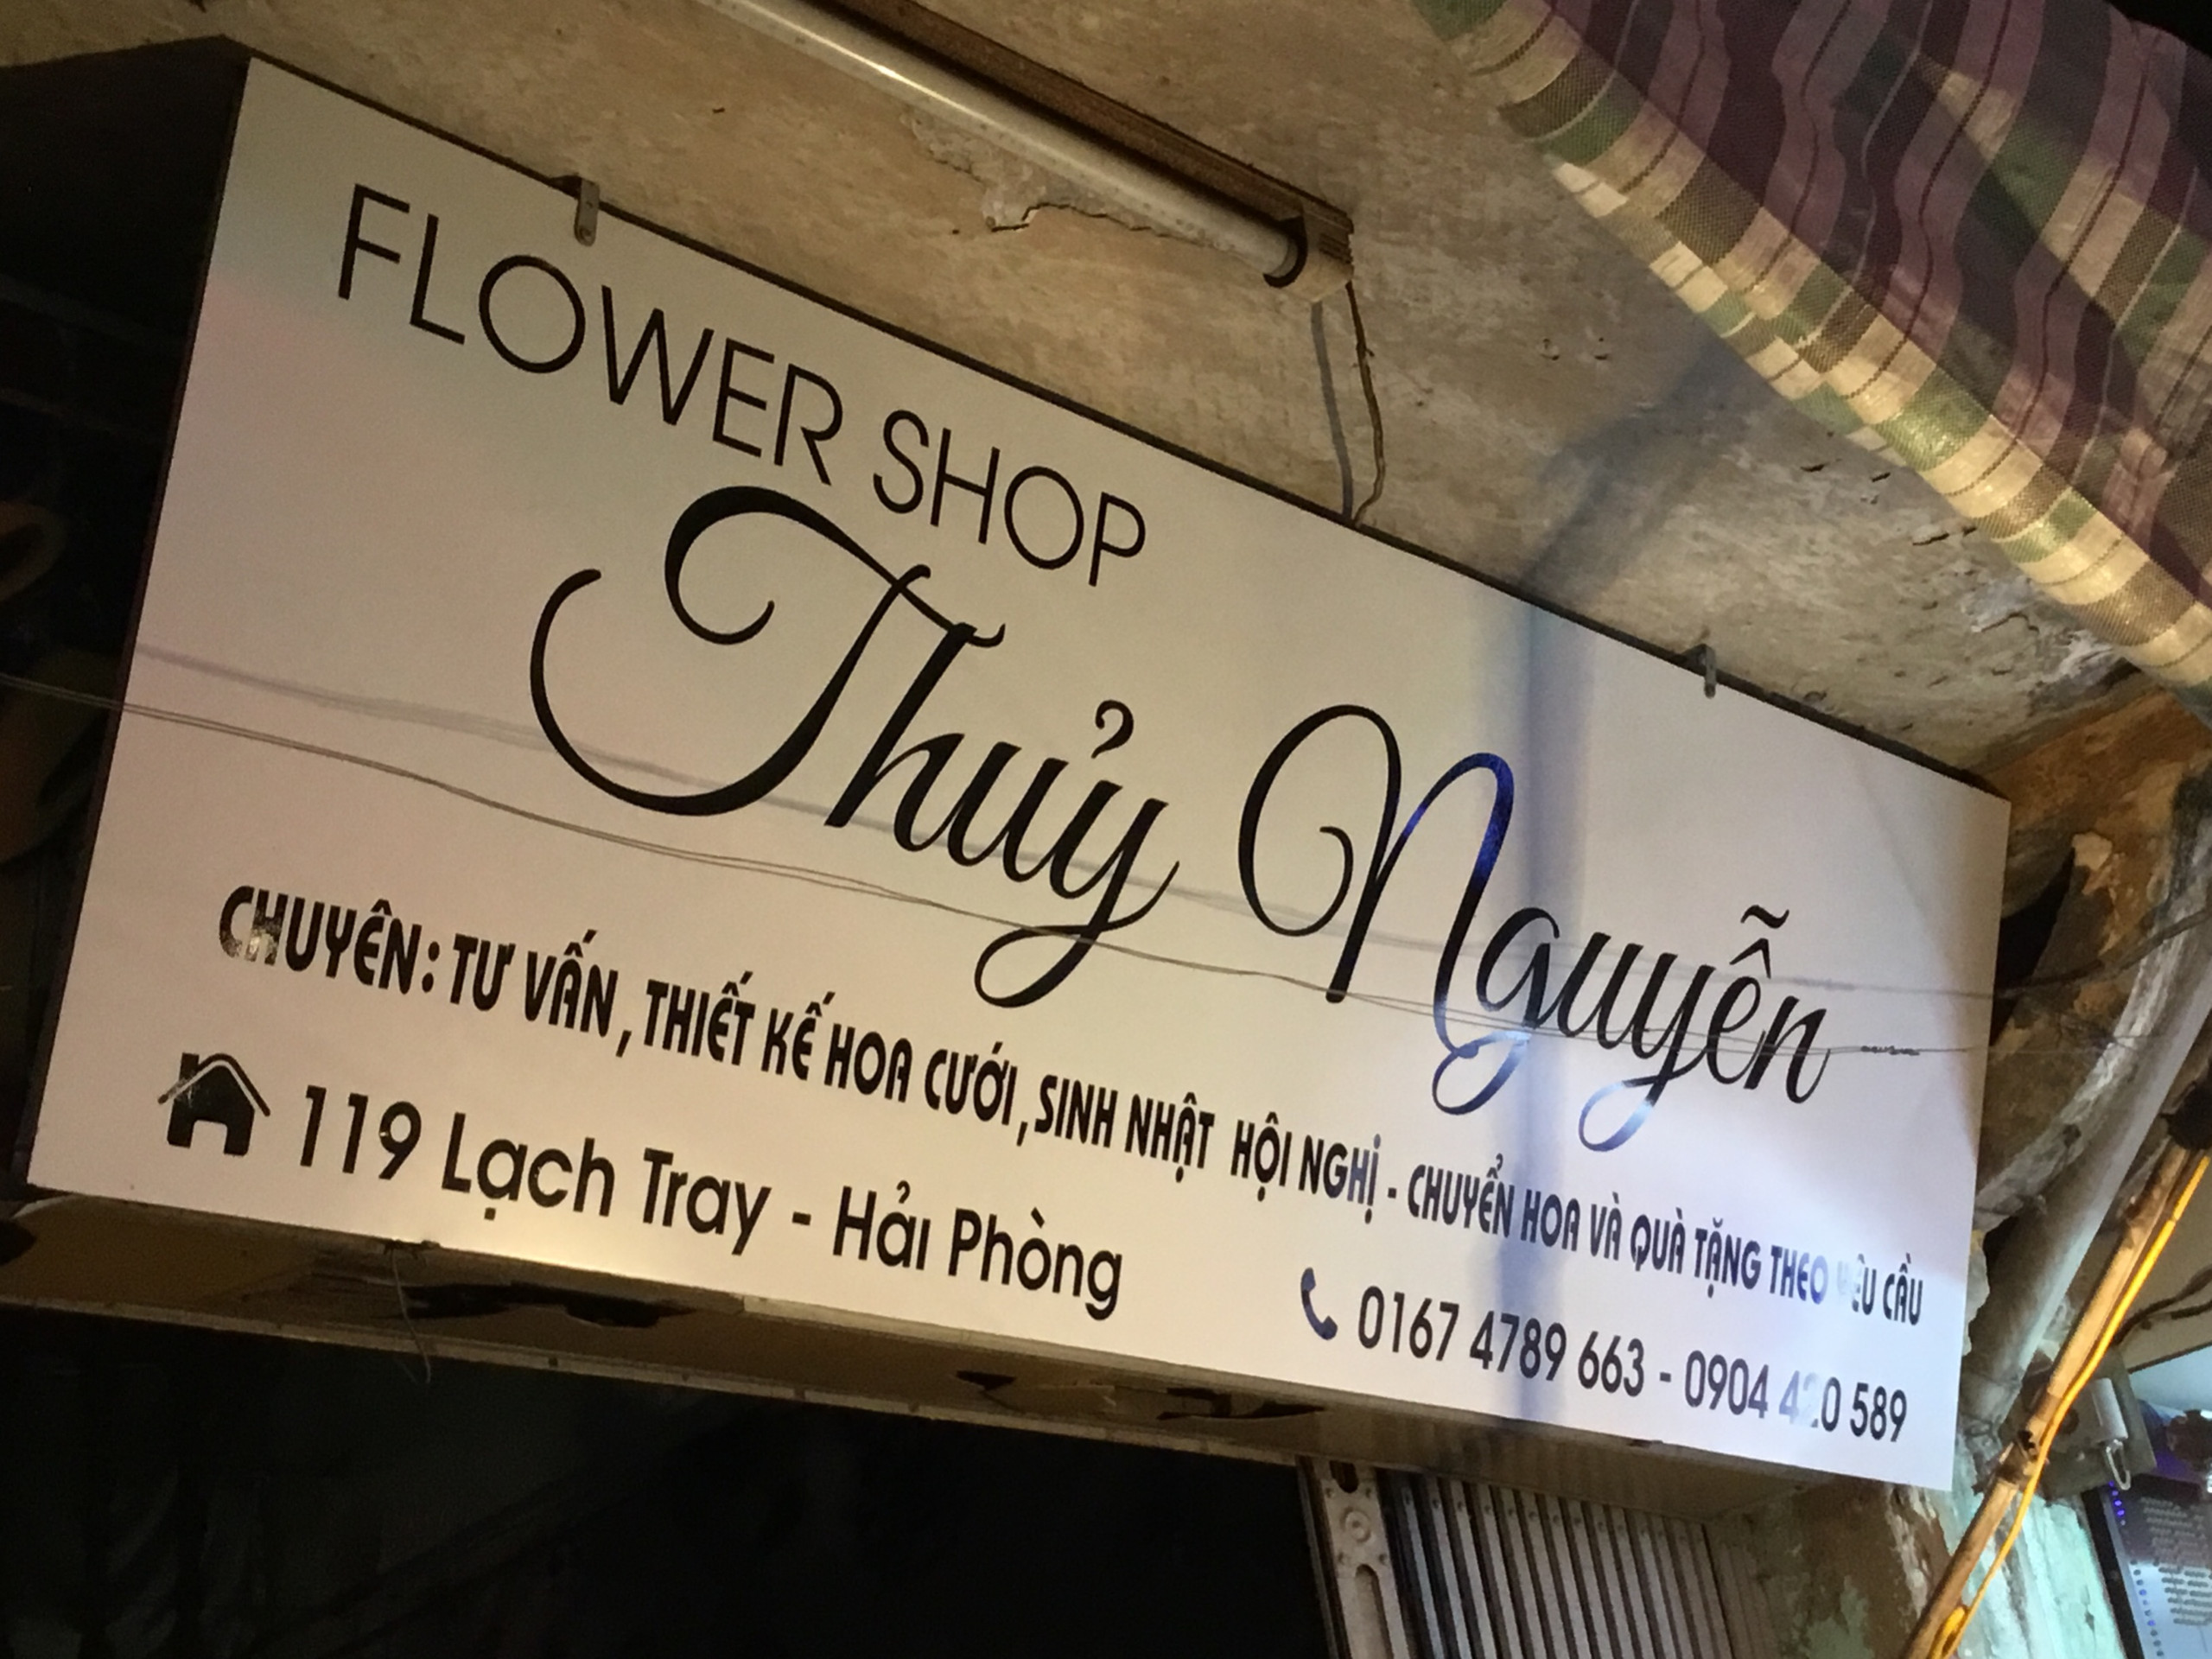 FLOWER SHOP
Thuỷ Nguyễn
CHUYÊN: TƯ VẤN, THIẾT KẾ HOA CƯỚI, SINH NHẬT HỘI NGHỊ - CHUYỂN HOA VÀ QUÀ TẶNG THEO YÊU CẦU
119 Lạch Tray - Hải Phòng
0167 4789 663 - 0904 420 589